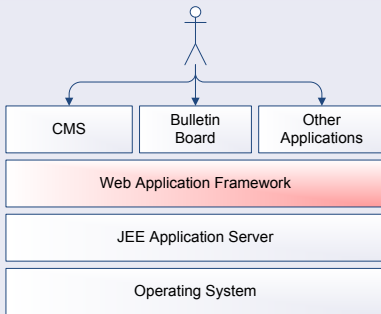 CMS
Bulletin
Board
Other
Applications
Web Application Framework
JEE Application Server
Operating System